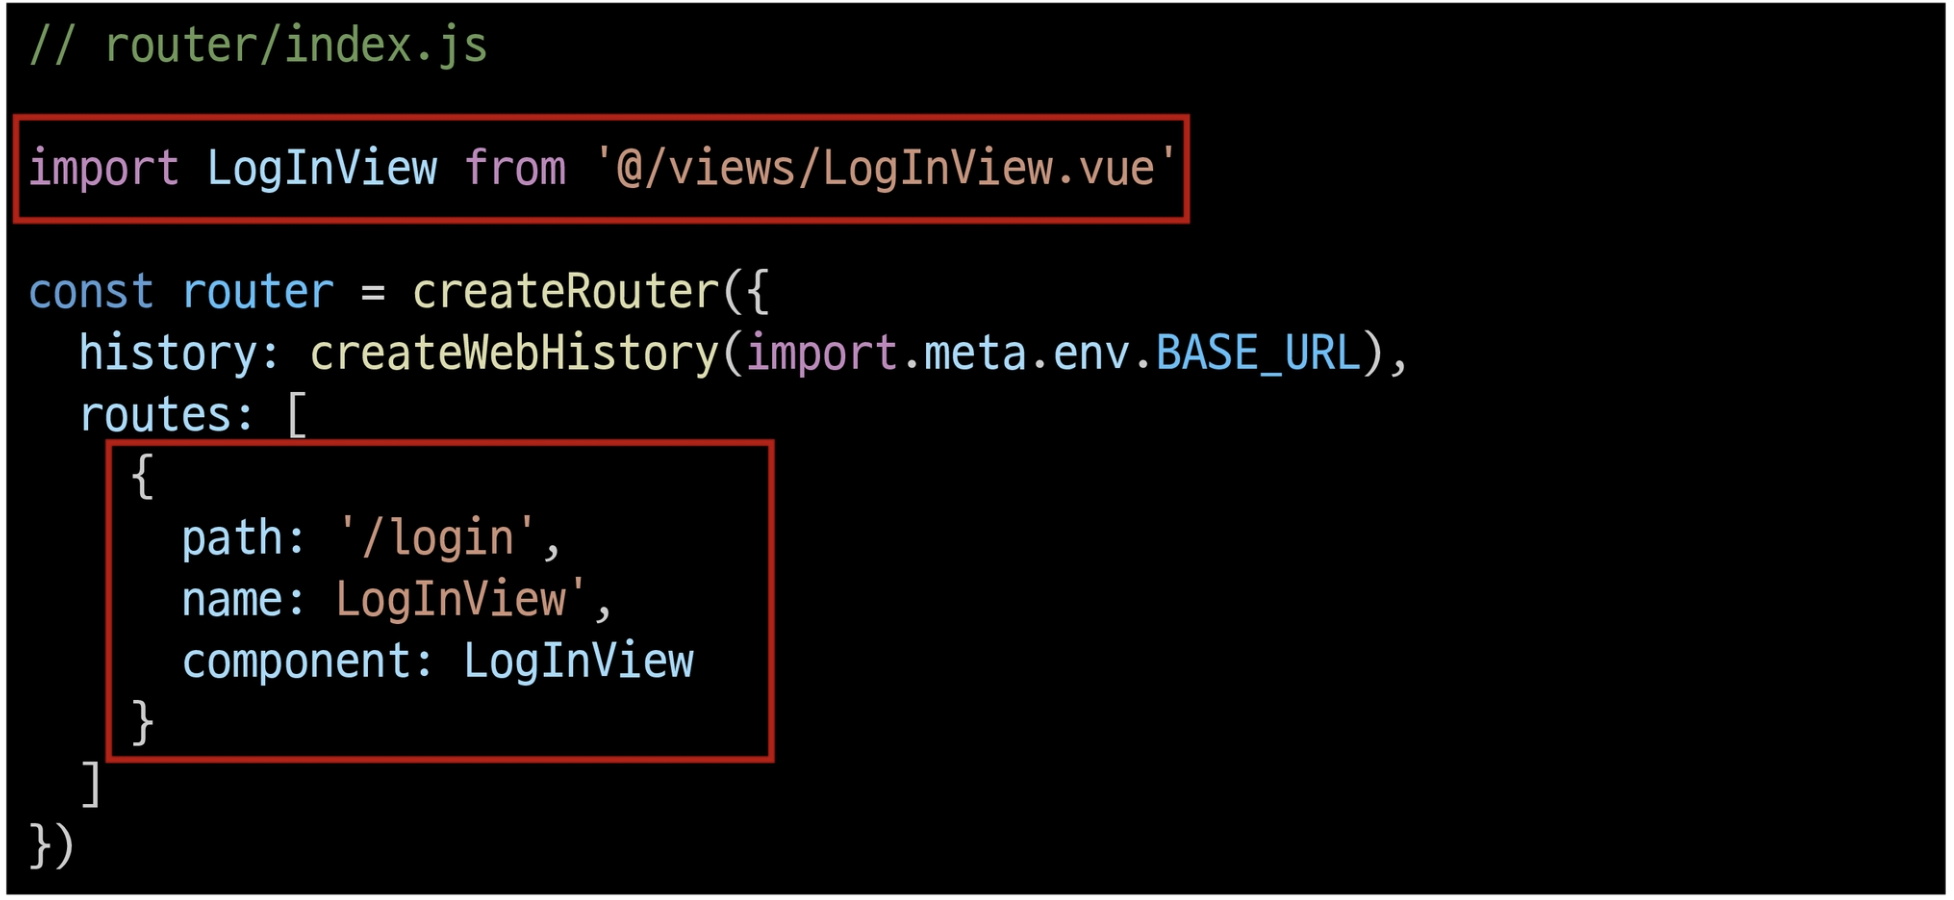 // router/index.js
import LogInView from '@/views/LogInView.vue'
const router = createRouter({
  history: createWebHistory(import.meta.env.BASE_URL),
  routes: [
    {
      path: '/login',
      name: LogInView',
      component: LogInView
    }
  ]
})